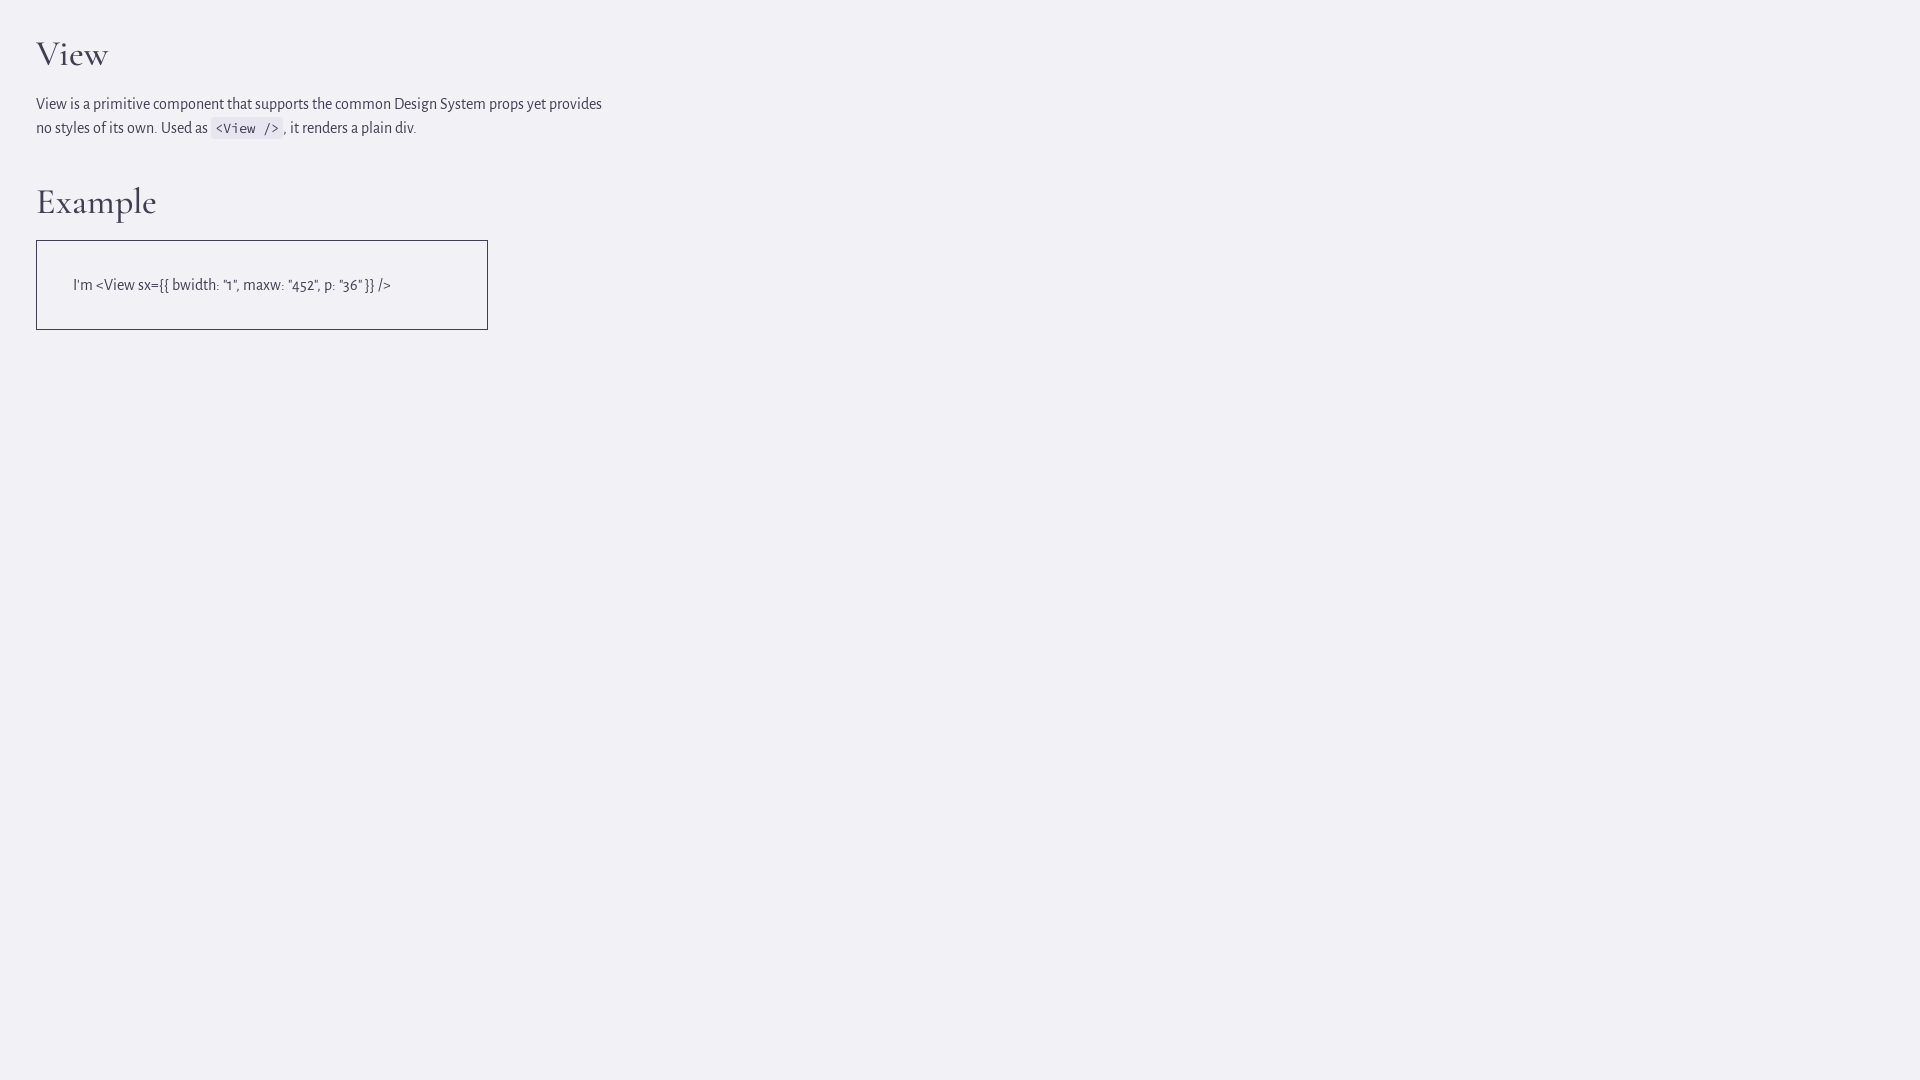 View
View is a primitive component that supports the common Design System props yet provides
no styles of its own. Used as <View />, it renders a plain div.
Example
I'm <View sx={{ bwidth: "1", maxw: "452", p: "36" }} />